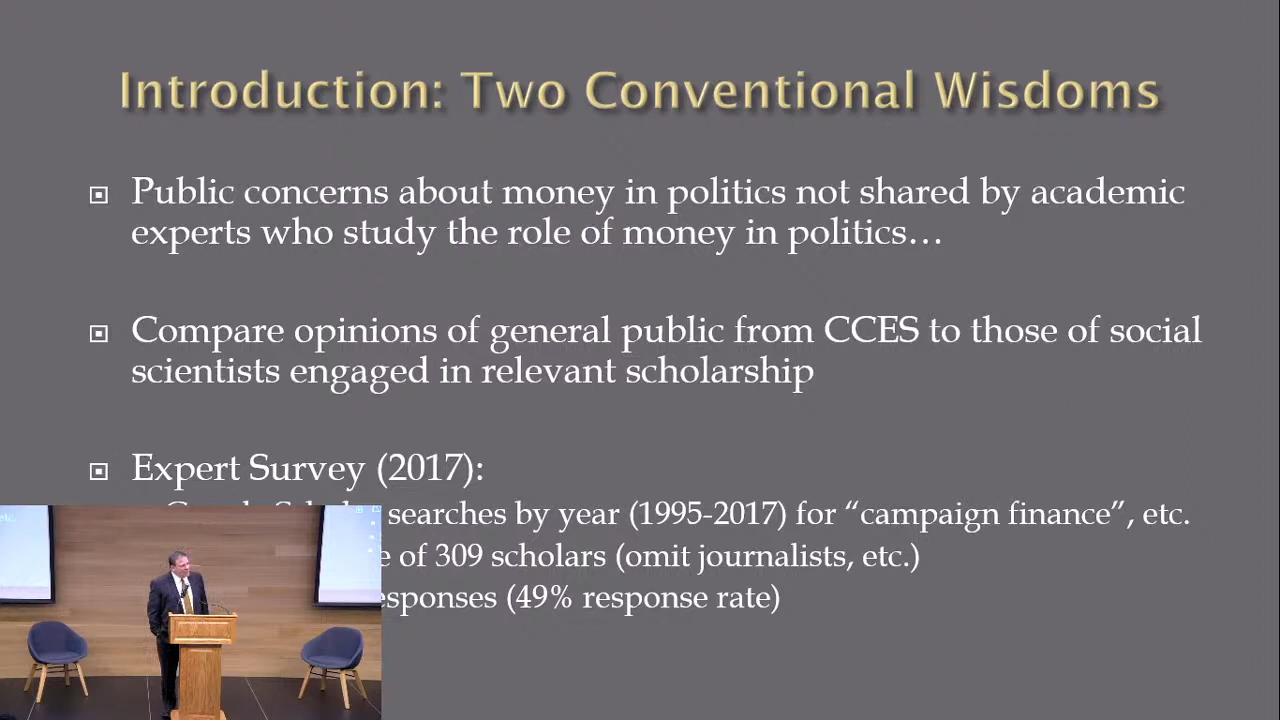 Introduction: Two Conventional Wisdoms
Public concerns about money in politics not shared by academic
experts who study the role of money in politics…
Compare opinions of general public from CCES to those of social
scientists engaged in relevant scholarship
Expert Survey (2017):
searches by year (1995-2017) for “campaign finance”, etc.
of 309 scholars (omit journalists, etc.)
(49% response rate)